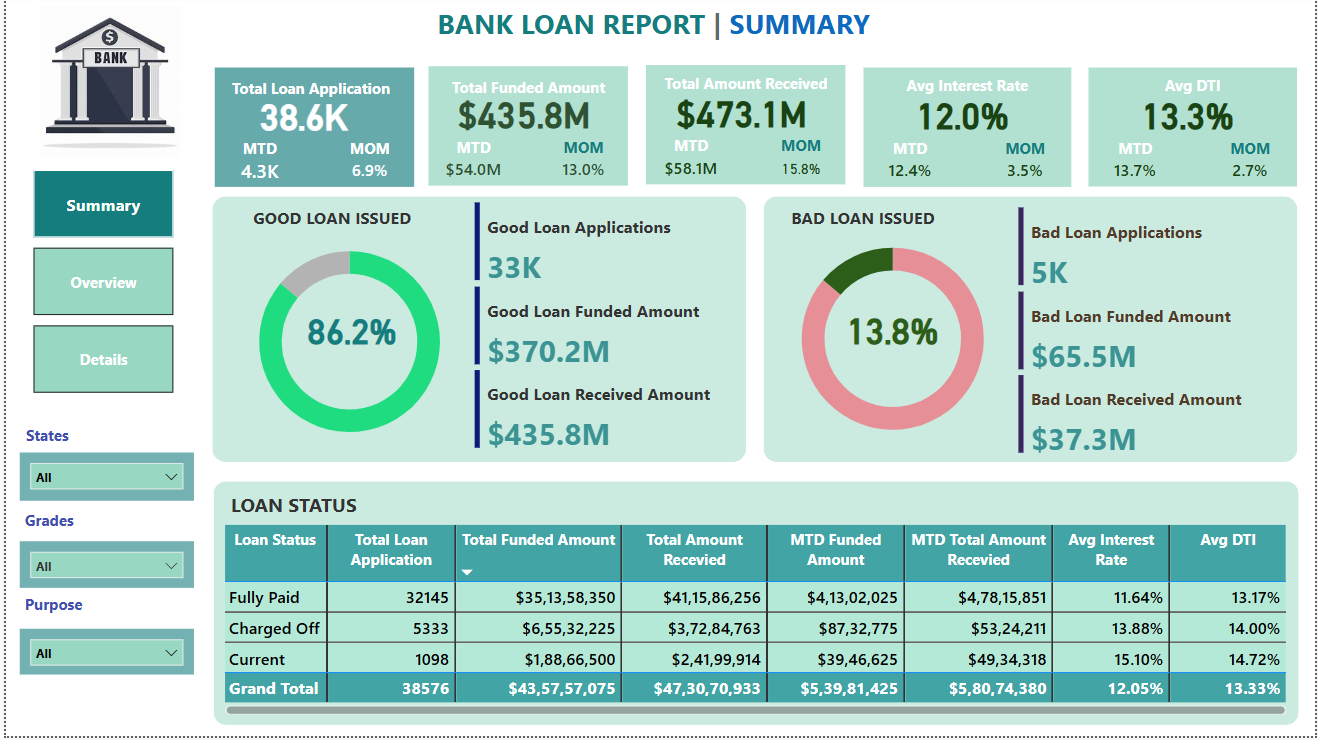 BANK LOAN REPORT | SUMMARY
$
BANK
Summary
Overview
Details
States
All
Grades
All
Purpose
All
Total Loan Application
38.6K
MTD MOM
4.3K 6.9%
Total Funded Amount
$435.8M
MTD MOM
$54.0M 13.0%
Total Amount Received
$473.1M
MTD MOM
$58.1M 15.8%
Avg Interest Rate
12.0%
MTD MOM
12.4% 3.5%
Avg DTI
13.3%
MTD MOM
13.7% 2.7%
GOOD LOAN ISSUED
86.2%
Good Loan Applications
33K
Good Loan Funded Amount
$370.2M
Good Loan Received Amount
$435.8M
BAD LOAN ISSUED
13.8%
Bad Loan Applications
5K
Bad Loan Funded Amount
$65.5M
Bad Loan Received Amount
$37.3M
LOAN STATUS
Loan Status Total Loan Total Funded Amount Total Amount MTD Funded MTD Total Amount Avg Interest Avg DTI
Application Recevied Amount Recevied Rate
Fully Paid 32145 $35,13,58,350 $41,15,86,256 $4,13,02,025 $4,78,15,851 11.64% 13.17%
Charged Off 5333 $6,55,32,225 $3,72,84,763 $87,32,775 $53,24,211 13.88% 14.00%
Current 1098 $1,88,66,500 $2,41,99,914 $39,46,625 $49,34,318 15.10% 14.72%
Grand Total 38576 $43,57,57,075 $47,30,70,933 $5,39,81,425 $5,80,74,380 12.05% 13.33%